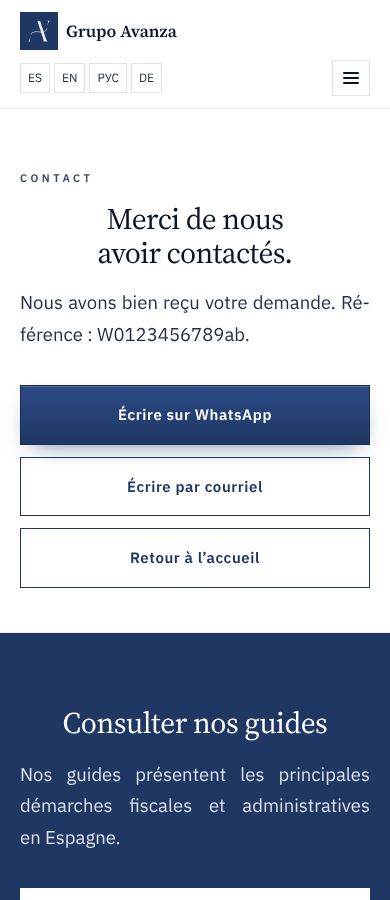 A Grupo Avanza
ES EN РУС DE
CONTACT
Merci de nous
avoir contactés.
Nous avons bien reçu votre demande. Ré-
férence : W0123456789ab.
Écrire sur WhatsApp
Écrire par courriel
Retour à l’accueil
Consulter nos guides
Nos guides présentent les principales
démarches fiscales et administratives
en Espagne.